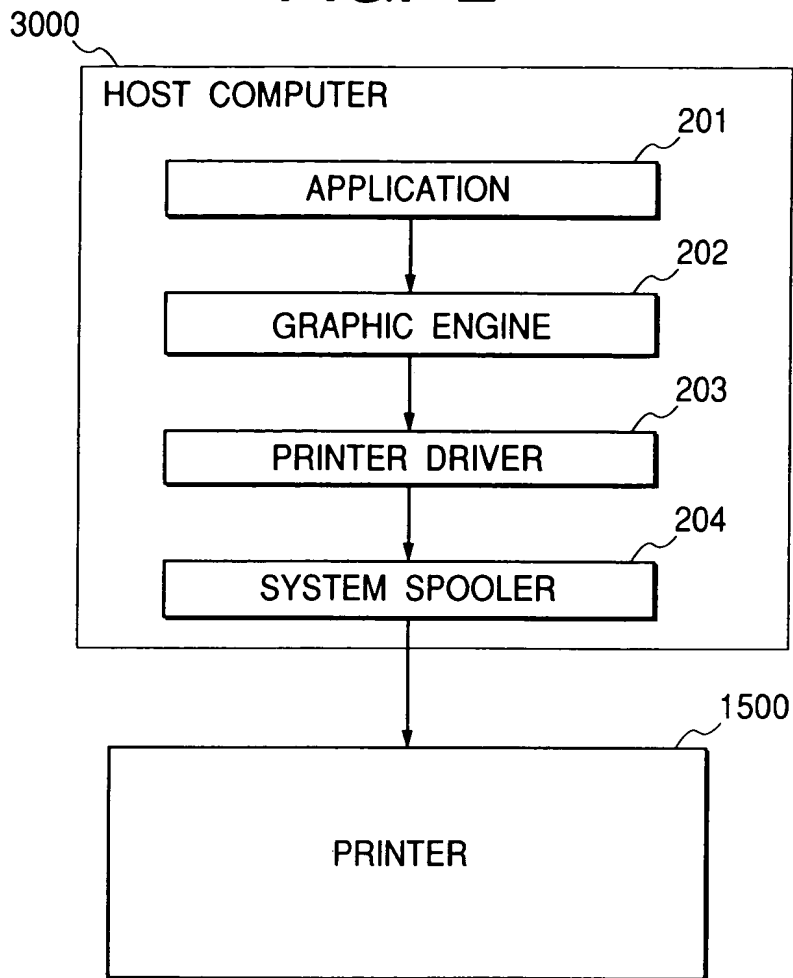 3000
HOST COMPUTER
201
APPLICATION
202
GRAPHIC ENGINE
203
PRINTER DRIVER
204
SYSTEM SPOOLER
1500
PRINTER